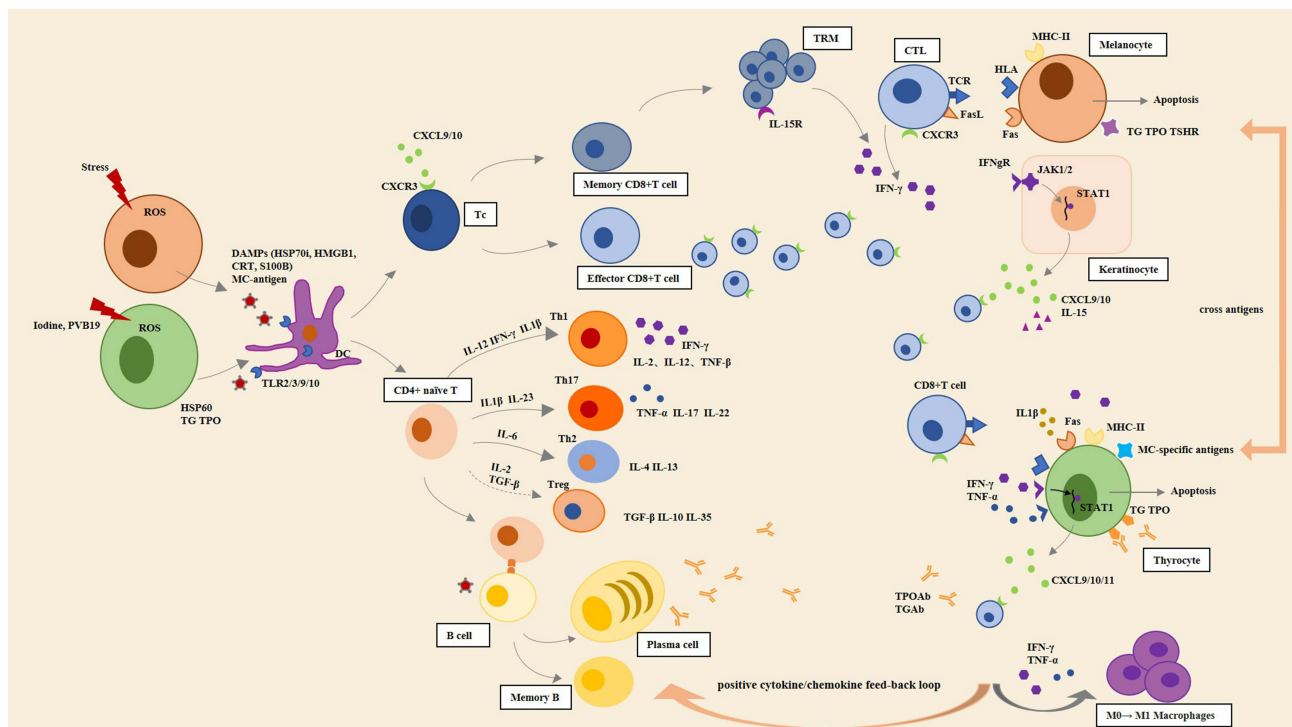 Stress
ROS
Iodine, PVB19
ROS
HSP60
TG TPO
DAMPs (HSP70i, HMGB1,
CRT, S100B)
MC-antigen
DC
TLR2/3/9/10
CXCL9/10
CXCR3
Tc
Memory CD8+T cell
Effector CD8+T cell
TRM
IL-15R
CTL
TCR
FasL
CXCR3
IFN-γ
MHC-II
Melanocyte
HLA
Fas
Apoptosis
TG TPO TSHR
IFNgR
JAK1/2
STAT1
Keratinocyte
CXCL9/10
IL-15
cross antigens
CD4+ naïve T
IL-12 IFN-γ IL1β
Th1
IFN-γ
IL-2、IL-12、TNF-β
IL1β IL-23
Th17
TNF-α IL-17 IL-22
IL-6
Th2
IL-4 IL-13
IL-2
TGF-β
Treg
TGF-β IL-10 IL-35
B cell
Plasma cell
Memory B
CD8+T cell
IL1β
Fas
MHC-II
MC-specific antigens
IFN-γ
TNF-α
STAT1
Apoptosis
TG TPO
Thyrocyte
CXCL9/10/11
TPOAb
TGAb
IFN-γ
TNF-α
positive cytokine/chemokine feed-back loop
M0→ M1 Macrophages